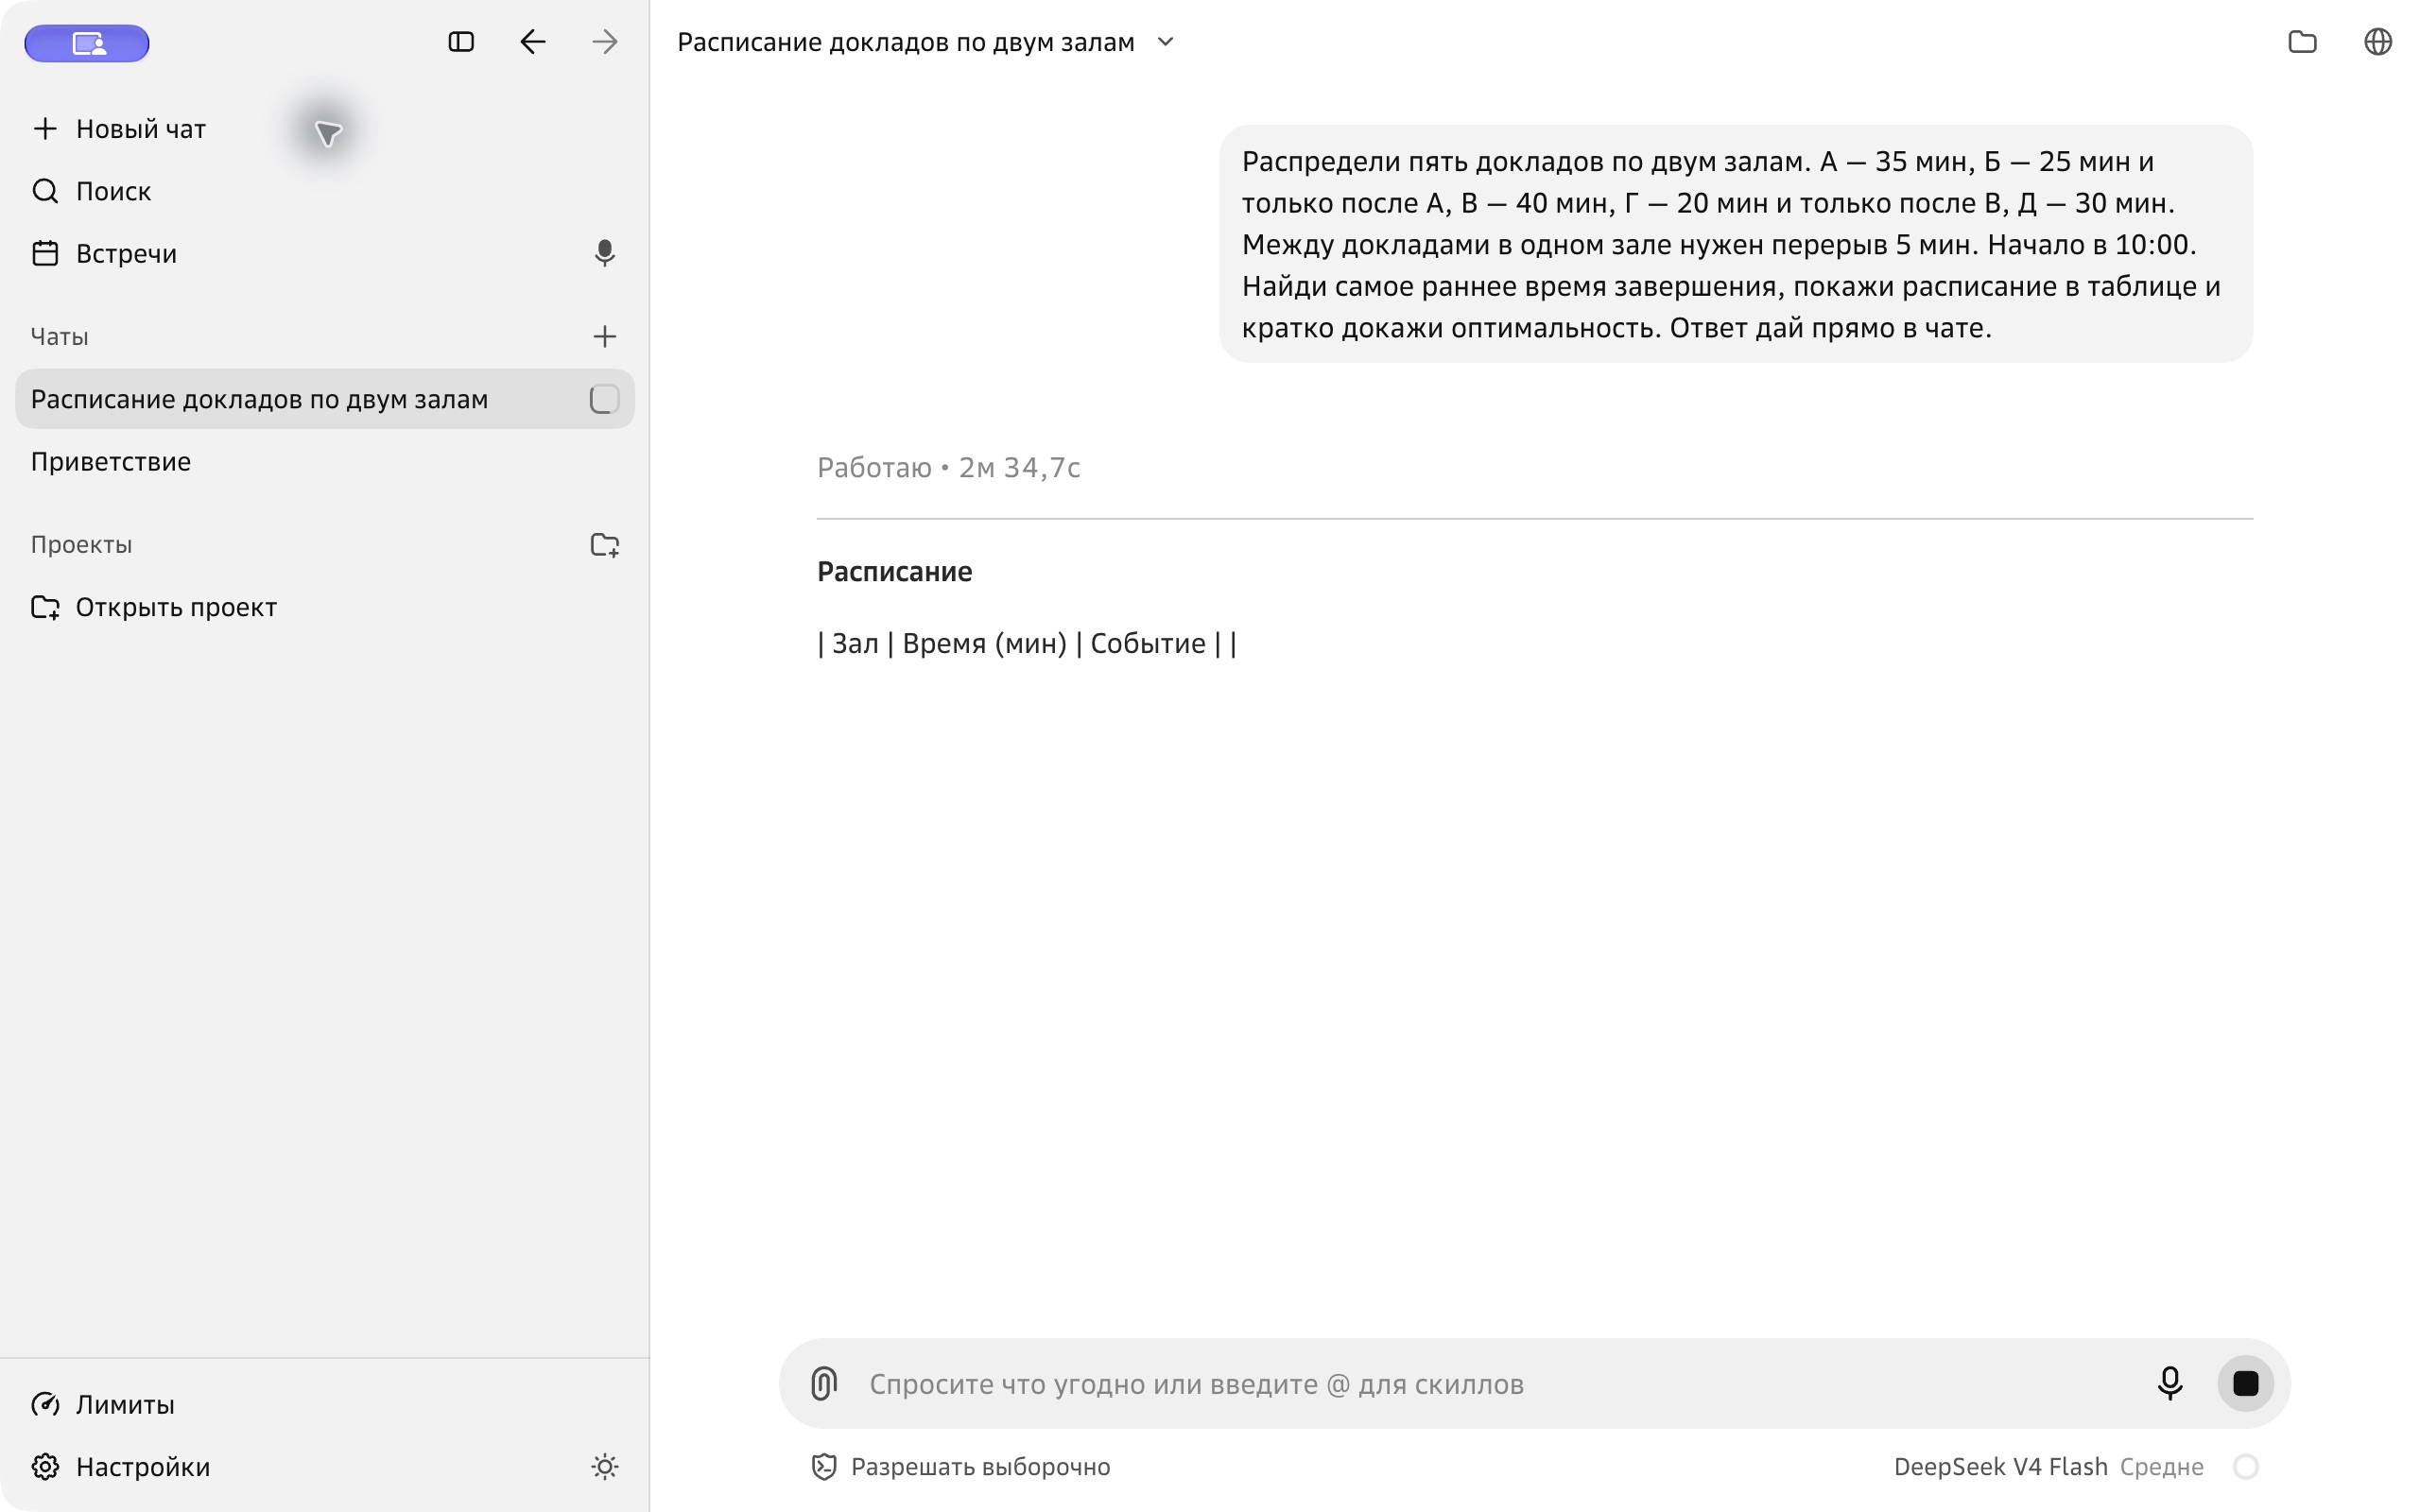 Расписание докладов по двум залам
Новый чат
Поиск
Встречи
Чаты
Расписание докладов по двум залам
Приветствие
Проекты
Открыть проект
Лимиты
Настройки
Распредели пять докладов по двум залам. А — 35 мин, Б — 25 мин и
только после А, В — 40 мин, Г — 20 мин и только после В, Д — 30 мин.
Между докладами в одном зале нужен перерыв 5 мин. Начало в 10:00.
Найди самое раннее время завершения, покажи расписание в таблице и
кратко докажи оптимальность. Ответ дай прямо в чате.
Работаю • 2м 34,7с
Расписание
| Зал | Время (мин) | Событие | |
Спросите что угодно или введите @ для скиллов
Разрешать выборочно
DeepSeek V4 Flash Средне